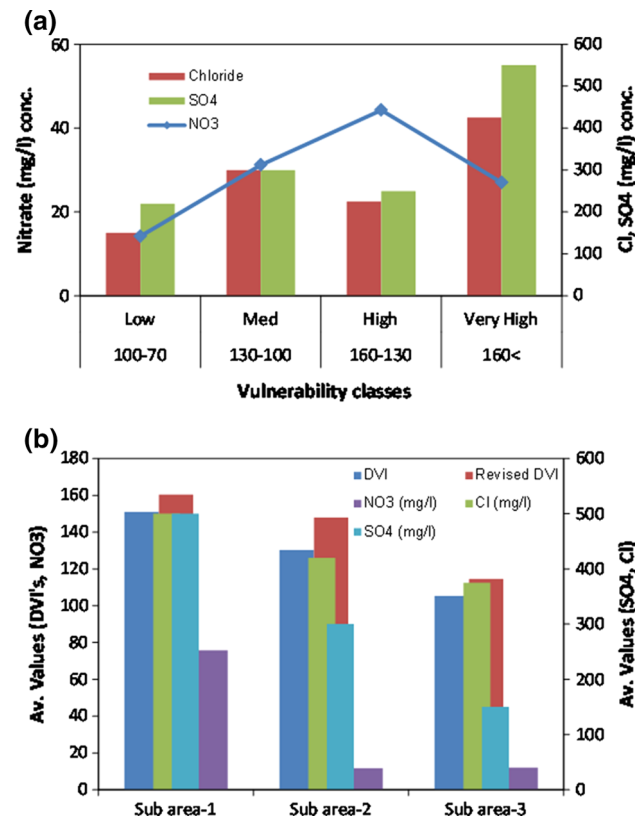 (a)
60
40
20
0
Nitrate (mg/l) conc.
Chloride
SO4
NO3
600
500
400
300
200
100
0
Cl, SO4 (mg/l) conc.
Low Med High Very High
100-70 130-100 160-130 160<
Vulnerability classes
(b)
180
160
140
120
100
80
60
40
20
0
Av. Values (DVI's, NO3)
DVI Revised DVI
NO3 (mg/l) Cl (mg/l)
SO4 (mg/l)
600
500
400
300
200
100
0
Av. Values (SO4, Cl)
Sub area-1 Sub area-2 Sub area-3